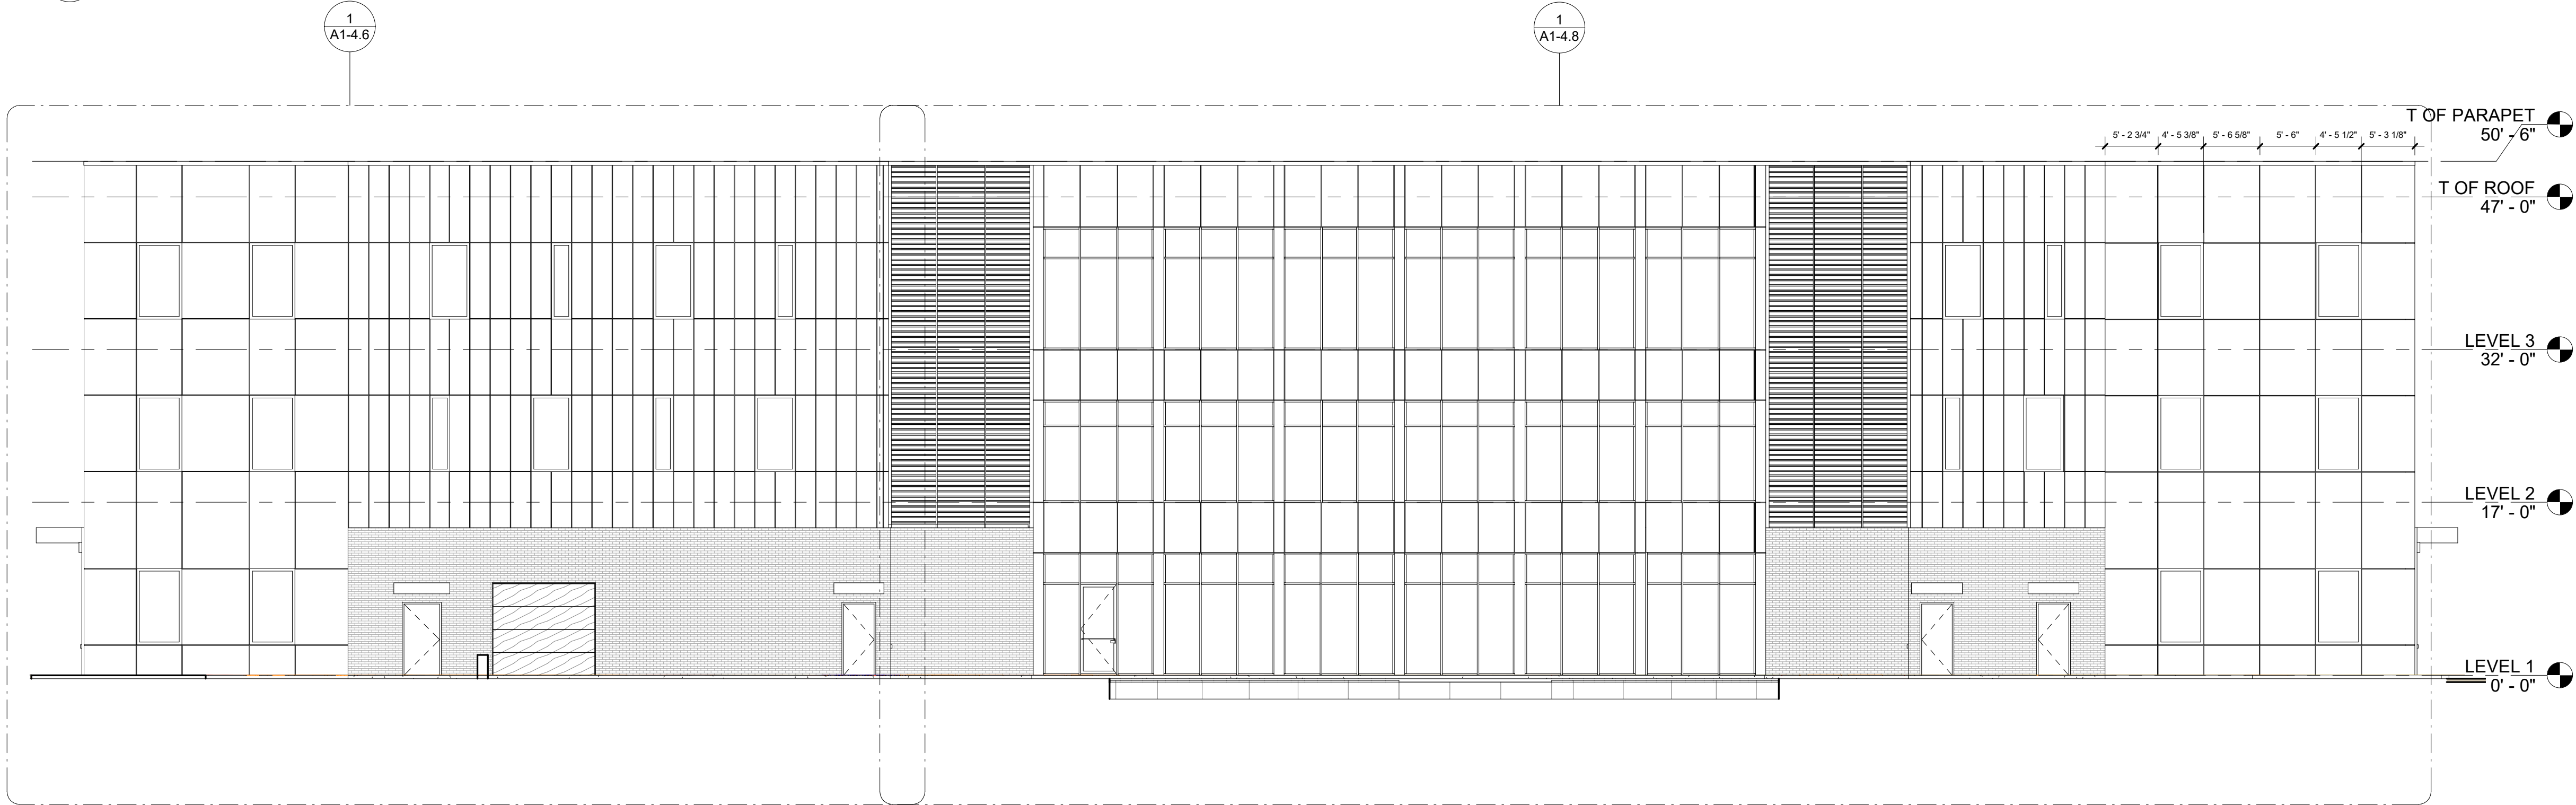 1
A1-4.6
1
A1-4.8
T OF PARAPET
50' - 6"
5' - 2 3/4"
4' - 5 3/8"
5' - 6 5/8"
5' - 6"
4' - 5 1/2"
5' - 3 1/8"
T OF ROOF
47' - 0"
LEVEL 3
32' - 0"
LEVEL 2
17' - 0"
LEVEL 1
0' - 0"